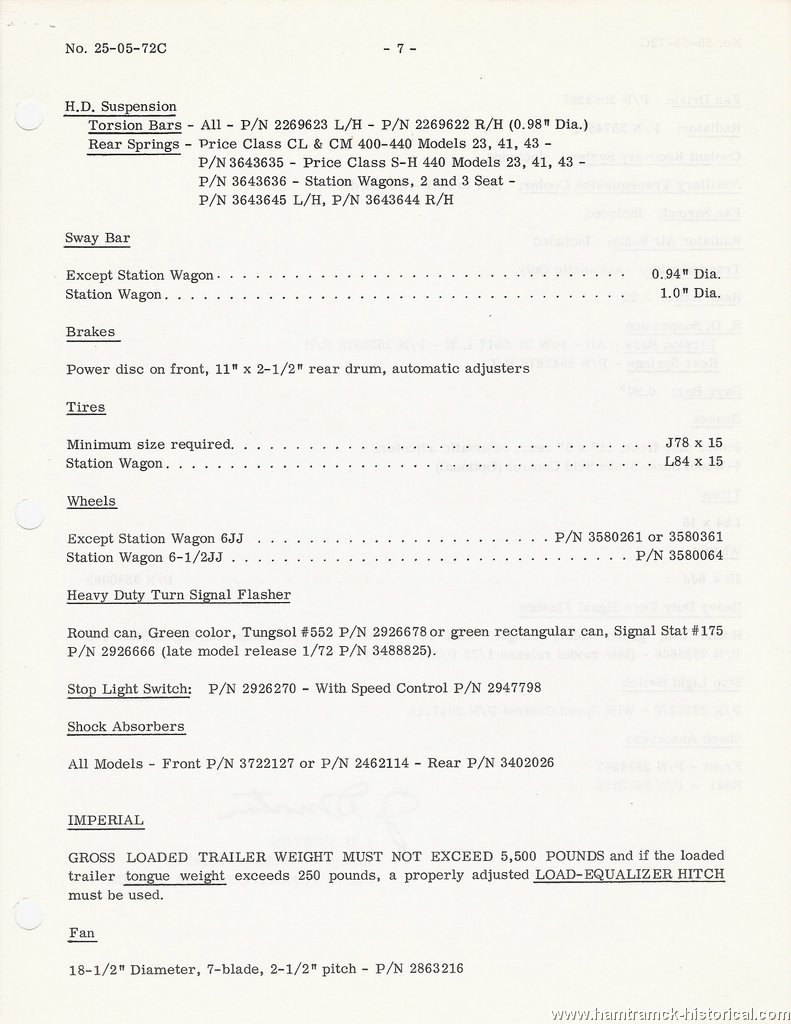 No. 25-05-72C - 7 -
H.D. Suspension
Torsion Bars - All - P/N 2269623 L/H - P/N 2269622 R/H (0.98" Dia.)
Rear Springs - Price Class CL & CM 400-440 Models 23, 41, 43 -
P/N 3643635 - Price Class S-H 440 Models 23, 41, 43 -
P/N 3643636 - Station Wagons, 2 and 3 Seat -
P/N 3643645 L/H, P/N 3643644 R/H
Sway Bar
Except Station Wagon. . . . . . . . . . . . . . . . . . . . . . . . . . . . . . 0.94" Dia.
Station Wagon. . . . . . . . . . . . . . . . . . . . . . . . . . . . . . . . . . 1.0" Dia.
Brakes
Power disc on front, 11" x 2-1/2" rear drum, automatic adjusters
Tires
Minimum size required. . . . . . . . . . . . . . . . . . . . . . . . . . . . . . . J78 x 15
Station Wagon. . . . . . . . . . . . . . . . . . . . . . . . . . . . . . . . . . . . L84 x 15
Wheels
Except Station Wagon 6JJ . . . . . . . . . . . . . . . . . . . . . . . P/N 3580261 or 3580361
Station Wagon 6-1/2JJ . . . . . . . . . . . . . . . . . . . . . . . . . . . . . . P/N 3580064
Heavy Duty Turn Signal Flasher
Round can, Green color, Tungsol #552 P/N 2926678 or green rectangular can, Signal Stat #175
P/N 2926666 (late model release 1/72 P/N 3488825).
Stop Light Switch: P/N 2926270 - With Speed Control P/N 2947798
Shock Absorbers
All Models - Front P/N 3722127 or P/N 2462114 - Rear P/N 3402026
IMPERIAL
GROSS LOADED TRAILER WEIGHT MUST NOT EXCEED 5,500 POUNDS and if the loaded
trailer tongue weight exceeds 250 pounds, a properly adjusted LOAD-EQUALIZER HITCH
must be used.
Fan
18-1/2" Diameter, 7-blade, 2-1/2" pitch - P/N 2863216
www.hamtramck-historical.com